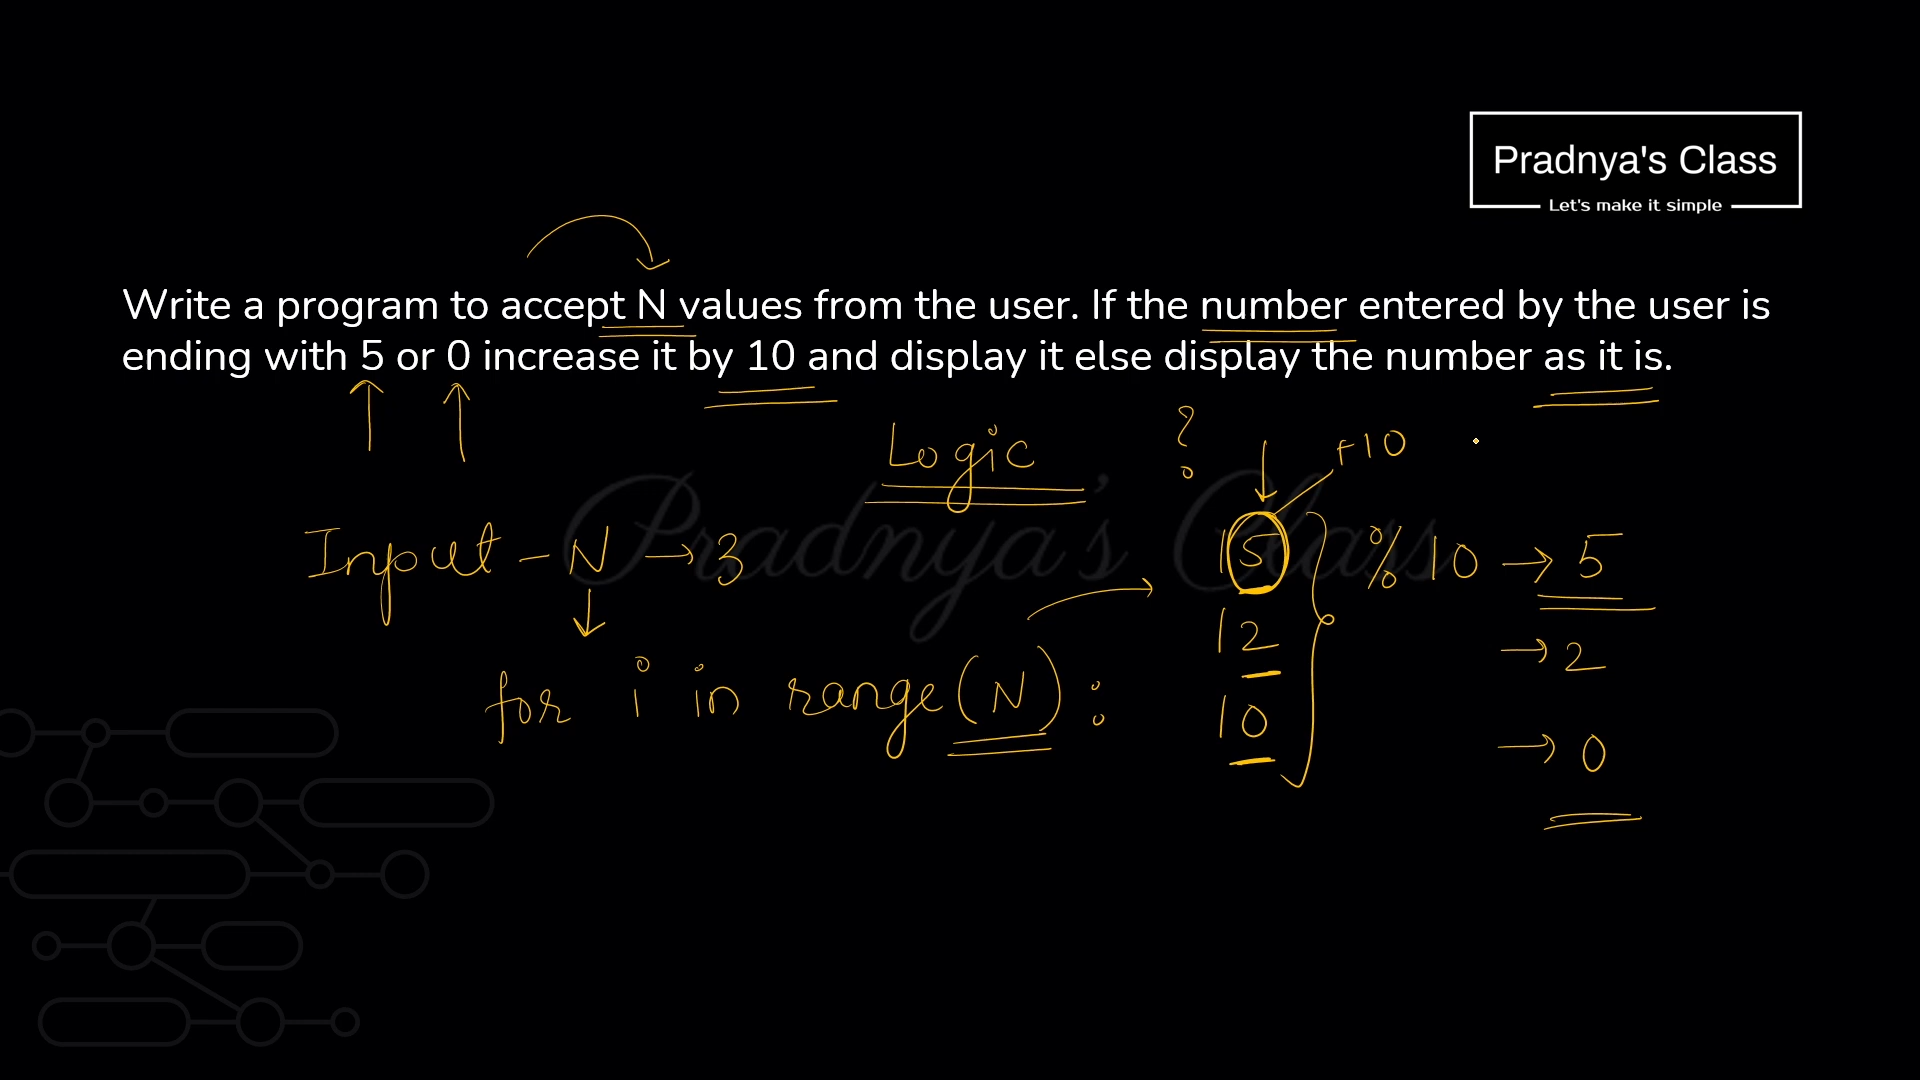 Pradnya's Class
Let's make it simple
Write a program to accept N values from the user. If the number entered by the user is
ending with 5 or 0 increase it by 10 and display it else display the number as it is.
Logic
?
+10
Pradnya's Class
Input - N → 3
15 % 10 → 5
12 → 2
for i in range(N):
10 → 0